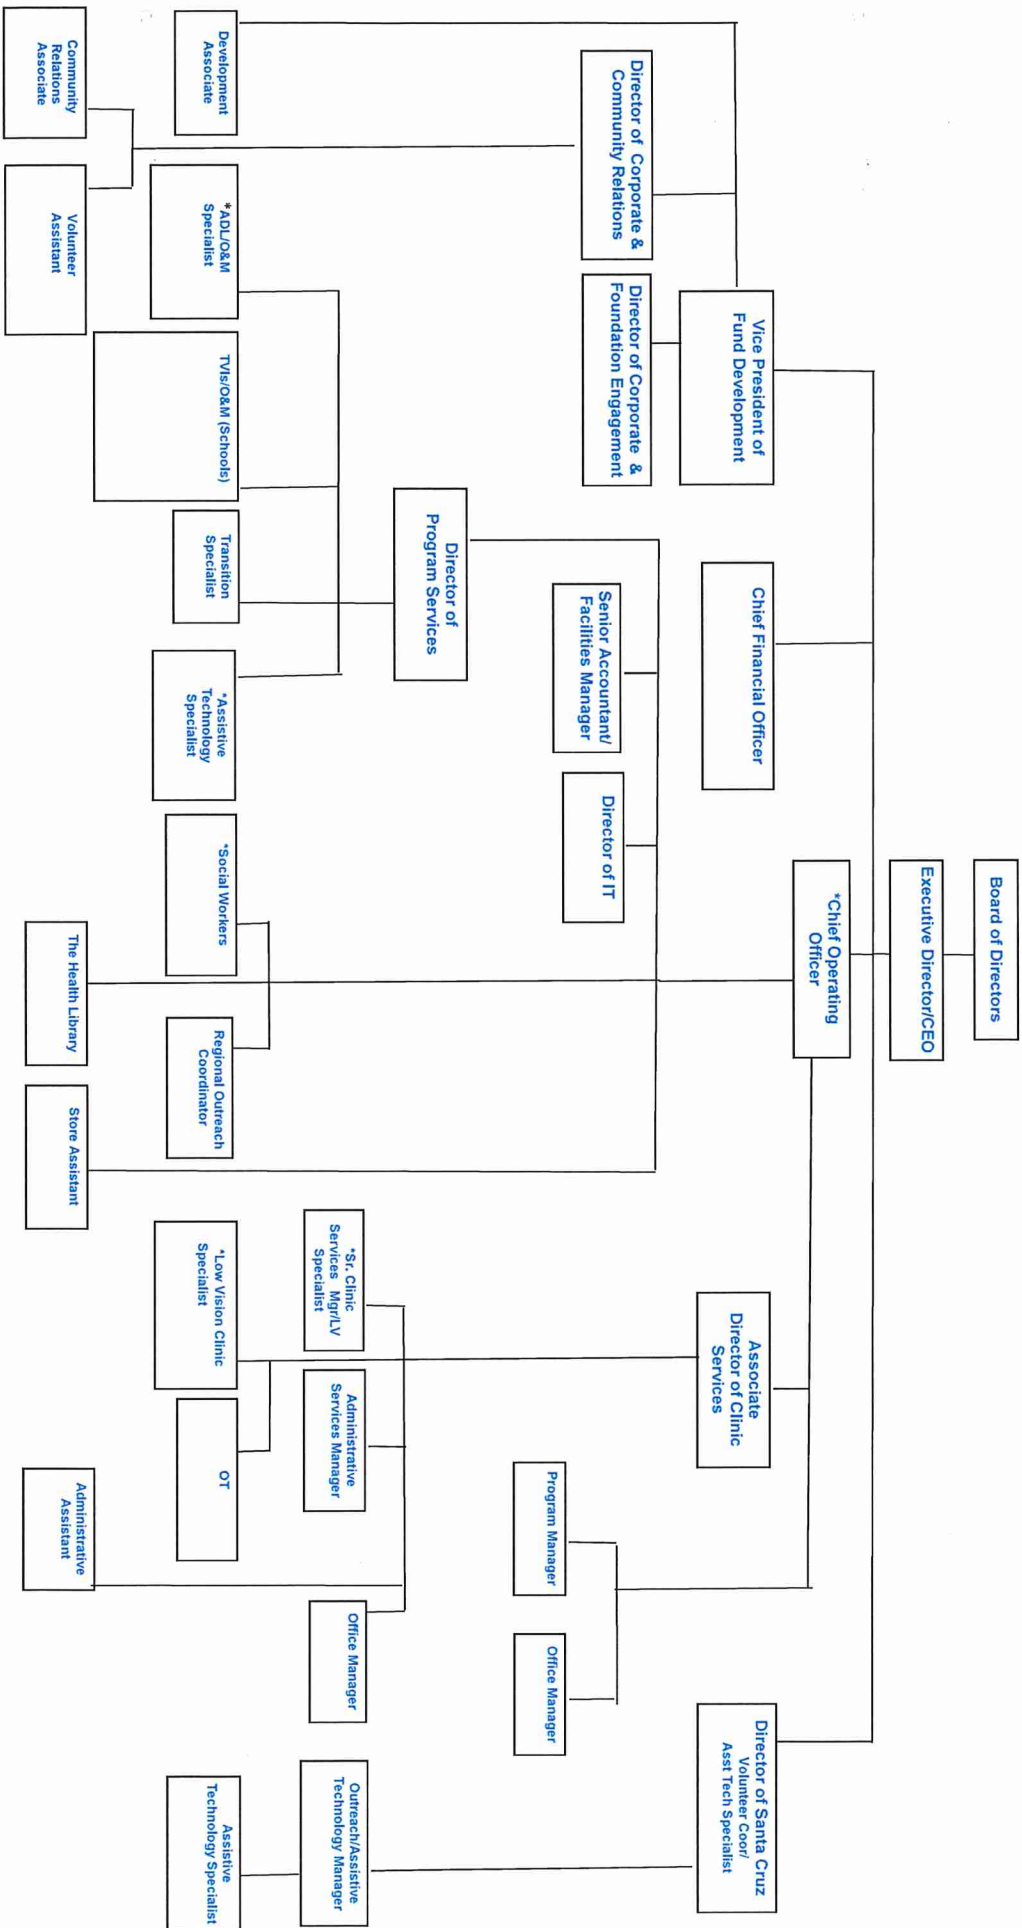 Board of Directors
Executive Director/CEO
*Chief Operating
Officer
Vice President of
Fund Development
Chief Financial Officer
Associate
Director of Clinic
Services
Director of Santa Cruz
Volunteer Coor/
Asst Tech Specialist
Director of Corporate &
Community Relations
Director of Corporate &
Foundation Engagement
Senior Accountant/
Facilities Manager
Director of IT
Program Manager
Office Manager
Director of
Program Services
*Sr. Clinic
Services Mgr/LV
Specialist
Administrative
Services Manager
Office Manager
Outreach/Assistive
Technology Manager
Development
Associate
*ADL/O&M
Specialist
TVIs/O&M (Schools)
Transition
Specialist
*Assistive
Technology
Specialist
*Social Workers
Regional Outreach
Coordinator
*Low Vision Clinic
Specialist
OT
Assistive
Technology Specialist
Community
Relations
Associate
Volunteer
Assistant
The Health Library
Store Assistant
Administrative
Assistant